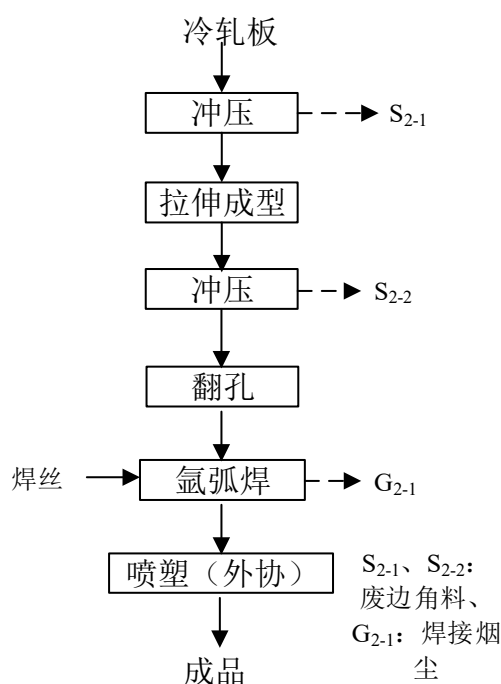 冷轧板
冲压
S2-1
拉伸成型
冲压
S2-2
翻孔
焊丝
氩弧焊
G2-1
喷塑（外协）
S2-1、S2-2：
废边角料、
G2-1：焊接烟
尘
成品